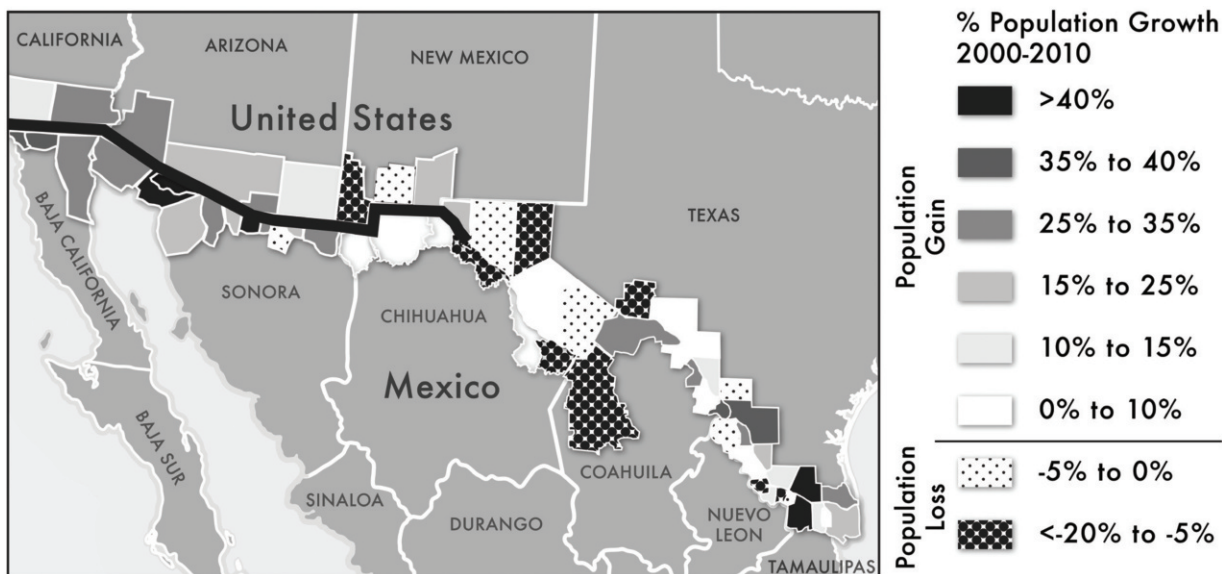 CALIFORNIA
ARIZONA
NEW MEXICO
United States
TEXAS
BAJA CALIFORNIA
SONORA
CHIHUAHUA
Mexico
BAJA SUR
SINALOA
DURANGO
COAHUILA
NUEVO
LEON
TAMAULIPAS
% Population Growth
2000-2010
Population
Gain
>40%
35% to 40%
25% to 35%
15% to 25%
10% to 15%
0% to 10%
Population
Loss
-5% to 0%
<-20% to -5%